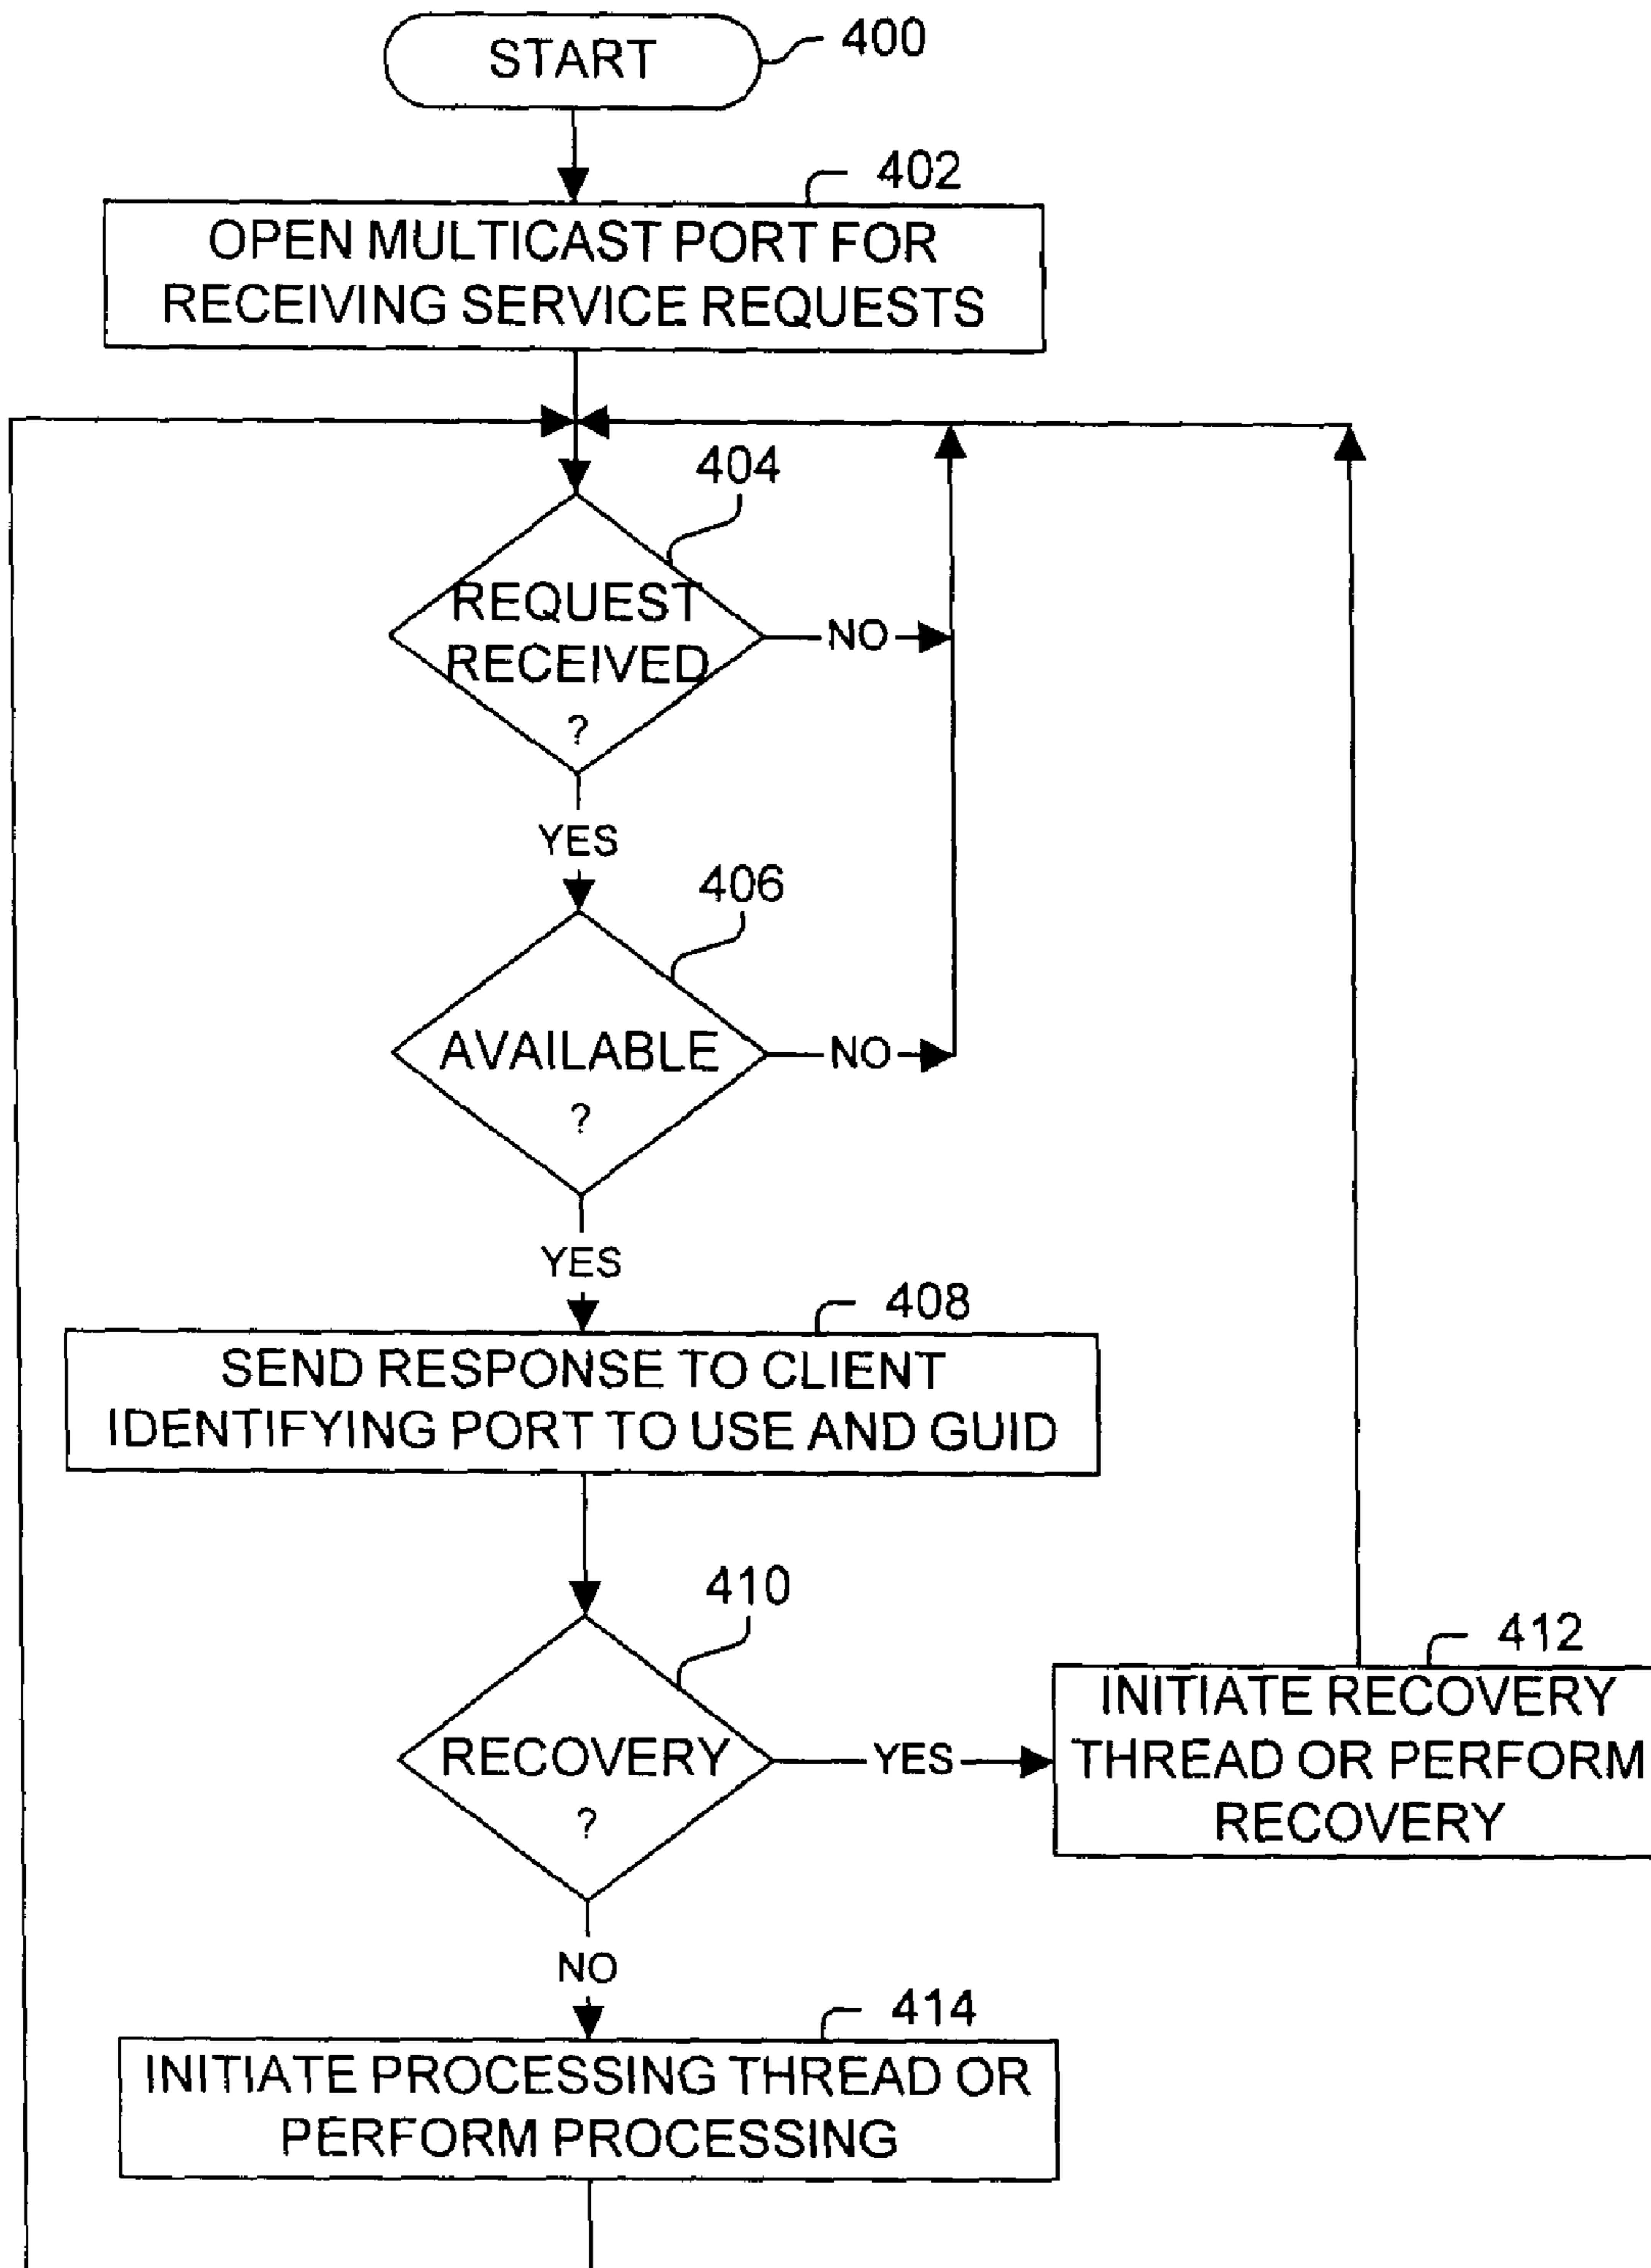 START
400
402
OPEN MULTICAST PORT FOR
RECEIVING SERVICE REQUESTS
404
REQUEST
RECEIVED
?
NO
YES
406
AVAILABLE
?
NO
YES
408
SEND RESPONSE TO CLIENT
IDENTIFYING PORT TO USE AND GUID
410
RECOVERY
?
YES
412
INITIATE RECOVERY
THREAD OR PERFORM
RECOVERY
NO
414
INITIATE PROCESSING THREAD OR
PERFORM PROCESSING